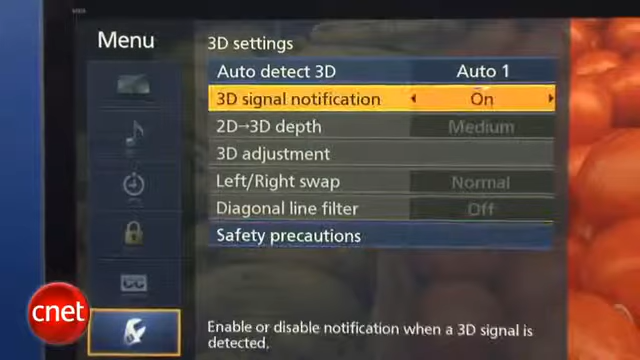 Menu
3D settings
Auto detect 3D Auto 1
3D signal notification On
2D→3D depth Medium
3D adjustment
Left/Right swap Normal
Diagonal line filter Off
Safety precautions
CC
cnet
Enable or disable notification when a 3D signal is
detected.